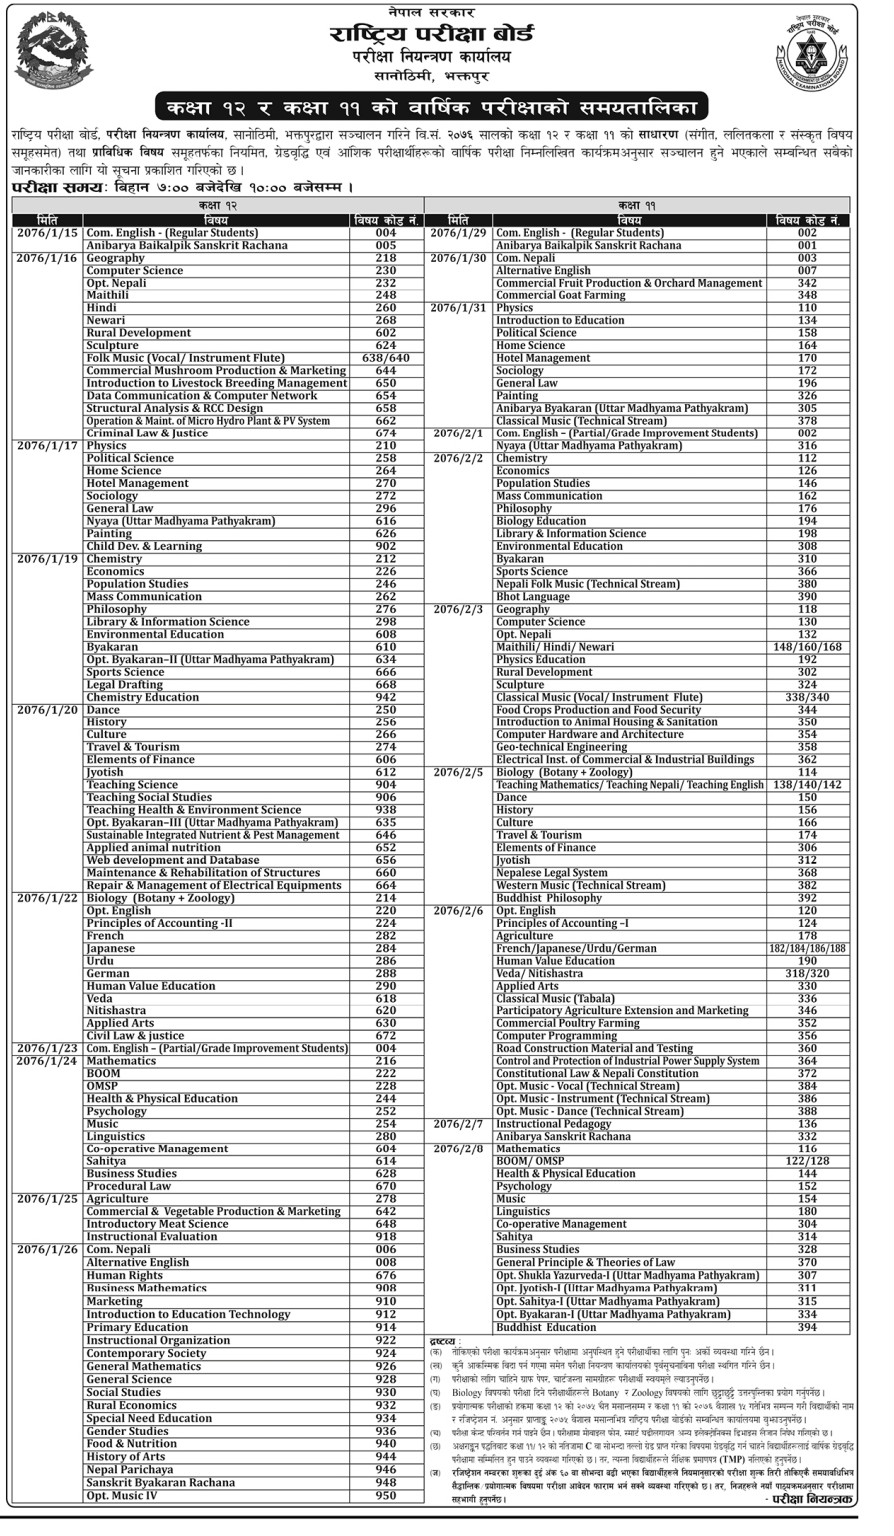 नेपाल सरकार
राष्ट्रिय परीक्षा बोर्ड
परीक्षा नियन्त्रण कार्यालय
सानोठिमी, भक्तपुर
कक्षा १२ र कक्षा ११ को वार्षिक परीक्षाको समयतालिका
राष्ट्रिय परीक्षा बोर्ड, परीक्षा नियन्त्रण कार्यालय, सानोठिमी, भक्तपुरद्वारा सञ्चालन गरिने वि.सं. २०७६ सालको कक्षा १२ र कक्षा ११ को साधारण (संगीत, ललितकला र संस्कृत विषय
समूहसमेत) तथा प्राविधिक विषय समूहतर्फका नियमित, ग्रेडवृद्धि एवं आंशिक परीक्षार्थीहरूको वार्षिक परीक्षा निम्नलिखित कार्यक्रमअनुसार सञ्चालन हुने भएकाले सम्बन्धित सबैको
जानकारीका लागि यो सूचना प्रकाशित गरिएको छ ।
परीक्षा समय: बिहान ७:०० बजेदेखि १०:०० बजेसम्म ।
कक्षा १२
मिति विषय विषय कोड नं.
2076/1/15 Com. English - (Regular Students) 004
Anibarya Baikalpik Sanskrit Rachana 005
2076/1/16 Geography 218
Computer Science 230
Opt. Nepali 232
Maithili 248
Hindi 260
Newari 268
Rural Development 602
Sculpture 624
Folk Music (Vocal/ Instrument Flute) 638/640
Commercial Mushroom Production & Marketing 644
Introduction to Livestock Breeding Management 650
Data Communication & Computer Network 654
Structural Analysis & RCC Design 658
Operation & Maint. of Micro Hydro Plant & PV System 662
Criminal Law & Justice 674
2076/1/17 Physics 210
Political Science 258
Home Science 264
Hotel Management 270
Sociology 272
General Law 296
Nyaya (Uttar Madhyama Pathyakram) 616
Painting 626
Child Dev. & Learning 902
2076/1/19 Chemistry 212
Economics 226
Population Studies 246
Mass Communication 262
Philosophy 276
Library & Information Science 298
Environmental Education 608
Byakaran 610
Opt. Byakaran–II (Uttar Madhyama Pathyakram) 634
Sports Science 666
Legal Drafting 668
Chemistry Education 942
2076/1/20 Dance 250
History 256
Culture 266
Travel & Tourism 274
Elements of Finance 606
Jyotish 612
Teaching Science 904
Teaching Social Studies 906
Teaching Health & Environment Science 938
Opt. Byakaran–III (Uttar Madhyama Pathyakram) 635
Sustainable Integrated Nutrient & Pest Management 646
Applied animal nutrition 652
Web development and Database 656
Maintenance & Rehabilitation of Structures 660
Repair & Management of Electrical Equipments 664
2076/1/22 Biology (Botany + Zoology) 214
Opt. English 220
Principles of Accounting -II 224
French 282
Japanese 284
Urdu 286
German 288
Human Value Education 290
Veda 618
Nitishastra 620
Applied Arts 630
Civil Law & justice 672
2076/1/23 Com. English – (Partial/Grade Improvement Students) 004
2076/1/24 Mathematics 216
BOOM 222
OMSP 228
Health & Physical Education 244
Psychology 252
Music 254
Linguistics 280
Co-operative Management 604
Sahitya 614
Business Studies 628
Procedural Law 670
2076/1/25 Agriculture 278
Commercial & Vegetable Production & Marketing 642
Introductory Meat Science 648
Instructional Evaluation 918
2076/1/26 Com. Nepali 006
Alternative English 008
Human Rights 676
Business Mathematics 908
Marketing 910
Introduction to Education Technology 912
Primary Education 914
Instructional Organization 922
Contemporary Society 924
General Mathematics 926
General Science 928
Social Studies 930
Rural Economics 932
Special Need Education 934
Gender Studies 936
Food & Nutrition 940
History of Arts 944
Nepal Parichaya 946
Sanskrit Byakaran Rachana 948
Opt. Music IV 950
कक्षा ११
मिति विषय विषय कोड नं.
2076/1/29 Com. English - (Regular Students) 002
Anibarya Baikalpik Sanskrit Rachana 001
2076/1/30 Com. Nepali 003
Alternative English 007
Commercial Fruit Production & Orchard Management 342
Commercial Goat Farming 348
2076/1/31 Physics 110
Introduction to Education 134
Political Science 158
Home Science 164
Hotel Management 170
Sociology 172
General Law 196
Painting 326
Anibarya Byakaran (Uttar Madhyama Pathyakram) 305
Classical Music (Technical Stream) 378
2076/2/1 Com. English – (Partial/Grade Improvement Students) 002
Nyaya (Uttar Madhyama Pathyakram) 316
2076/2/2 Chemistry 112
Economics 126
Population Studies 146
Mass Communication 162
Philosophy 176
Biology Education 194
Library & Information Science 198
Environmental Education 308
Byakaran 310
Sports Science 366
Nepali Folk Music (Technical Stream) 380
Bhot Language 390
2076/2/3 Geography 118
Computer Science 130
Opt. Nepali 132
Maithili/ Hindi/ Newari 148/160/168
Physics Education 192
Rural Development 302
Sculpture 324
Classical Music (Vocal/ Instrument Flute) 338/340
Food Crops Production and Food Security 344
Introduction to Animal Housing & Sanitation 350
Computer Hardware and Architecture 354
Geo-technical Engineering 358
Electrical Inst. of Commercial & Industrial Buildings 362
2076/2/5 Biology (Botany + Zoology) 114
Teaching Mathematics/ Teaching Nepali/ Teaching English 138/140/142
Dance 150
History 156
Culture 166
Travel & Tourism 174
Elements of Finance 306
Jyotish 312
Nepalese Legal System 368
Western Music (Technical Stream) 382
Buddhist Philosophy 392
2076/2/6 Opt. English 120
Principles of Accounting –I 124
Agriculture 178
French/Japanese/Urdu/German 182/184/186/188
Human Value Education 190
Veda/ Nitishastra 318/320
Applied Arts 330
Classical Music (Tabala) 336
Participatory Agriculture Extension and Marketing 346
Commercial Poultry Farming 352
Computer Programming 356
Road Construction Material and Testing 360
Control and Protection of Industrial Power Supply System 364
Constitutional Law & Nepali Constitution 372
Opt. Music - Vocal (Technical Stream) 384
Opt. Music - Instrument (Technical Stream) 386
Opt. Music - Dance (Technical Stream) 388
2076/2/7 Instructional Pedagogy 136
Anibarya Sanskrit Rachana 332
2076/2/8 Mathematics 116
BOOM/ OMSP 122/128
Health & Physical Education 144
Psychology 152
Music 154
Linguistics 180
Co-operative Management 304
Sahitya 314
Business Studies 328
General Principle & Theories of Law 370
Opt. Shukla Yazurveda-I (Uttar Madhyama Pathyakram) 307
Opt. Jyotish-I (Uttar Madhyama Pathyakram) 311
Opt. Sahitya-I (Uttar Madhyama Pathyakram) 315
Opt. Byakaran-I (Uttar Madhyama Pathyakram) 334
Buddhist Education 394
द्रष्टव्य :
(क) तोकिएको परीक्षा कार्यक्रमअनुसार परीक्षामा अनुपस्थित हुने परीक्षार्थीका लागि पुनः अर्को व्यवस्था गरिने छैन ।
(ख) कुनै आकस्मिक बिदा पर्न गएमा समेत परीक्षा नियन्त्रण कार्यालयको पूर्वसूचनाबिना परीक्षा स्थगित गरिने छैन ।
(ग) परीक्षाको लागि चाहिने ग्राफ पेपर, चार्टजस्ता सामग्रीहरू परीक्षार्थी स्वयम्‌ले ल्याउनुपर्नेछ ।
(घ) Biology विषयको परीक्षा दिने परीक्षार्थीहरूले Botany र Zoology विषयको लागि छुट्टाछुट्टै उत्तरपुस्तिका प्रयोग गर्नुपर्नेछ ।
(ङ) प्रयोगात्मक परीक्षाको हकमा कक्षा १२ को २०७५ चैत मसान्तसम्म र कक्षा ११ को २०७६ वैशाख १५ गतेभित्र सम्पन्न गरी विद्यार्थीको नाम
र रजिष्टेशन नं. अनुसार प्राप्ताङ्क २०७६ वैशाख मसान्तभित्र राष्ट्रिय परीक्षा बोर्डको सम्बन्धित कार्यालयमा बुझाउनुपर्नेछ ।
(च) परीक्षा केन्द्र परिवर्तन गर्न पाइने छैन । परीक्षामा मोबाइल फोन, स्मार्ट घडीलगायत अन्य इलेक्ट्रोनिक्स डिभाइस लैजान निषेध गरिएको छ ।
(छ) अक्षराङ्कन पद्धतिबाट कक्षा ११/ १२ को नतिजामा C वा सोभन्दा तल्लो ग्रेड प्राप्त गरेका विषयमा ग्रेडवृद्धि गर्न चाहने विद्यार्थीहरूलाई वार्षिक ग्रेडवृद्धि
परीक्षामा सम्मिलित हुन पाउने व्यवस्था गरिएको छ । तर, त्यस्ता विद्यार्थीहरूले शैक्षिक प्रमाणपत्र (TMP) नलिएको हुनुपर्नेछ ।
(ज) रजिष्टेशन नम्बरका शुरूका दुई अंक ६० वा सोभन्दा बढी भएका विद्यार्थीहरूले नियमानुसारको परीक्षा शुल्क तिरी तोकिएकै समयावधिभित्र
सैद्धान्तिक/प्रयोगात्मक विषयमा परीक्षा आवेदन फाराम भर्न सक्ने व्यवस्था गरिएको छ । तर, निजहरूले नयाँ पाठ्यक्रमअनुसार परीक्षामा
सहभागी हुनुपर्नेछ ।
- परीक्षा नियन्त्रक